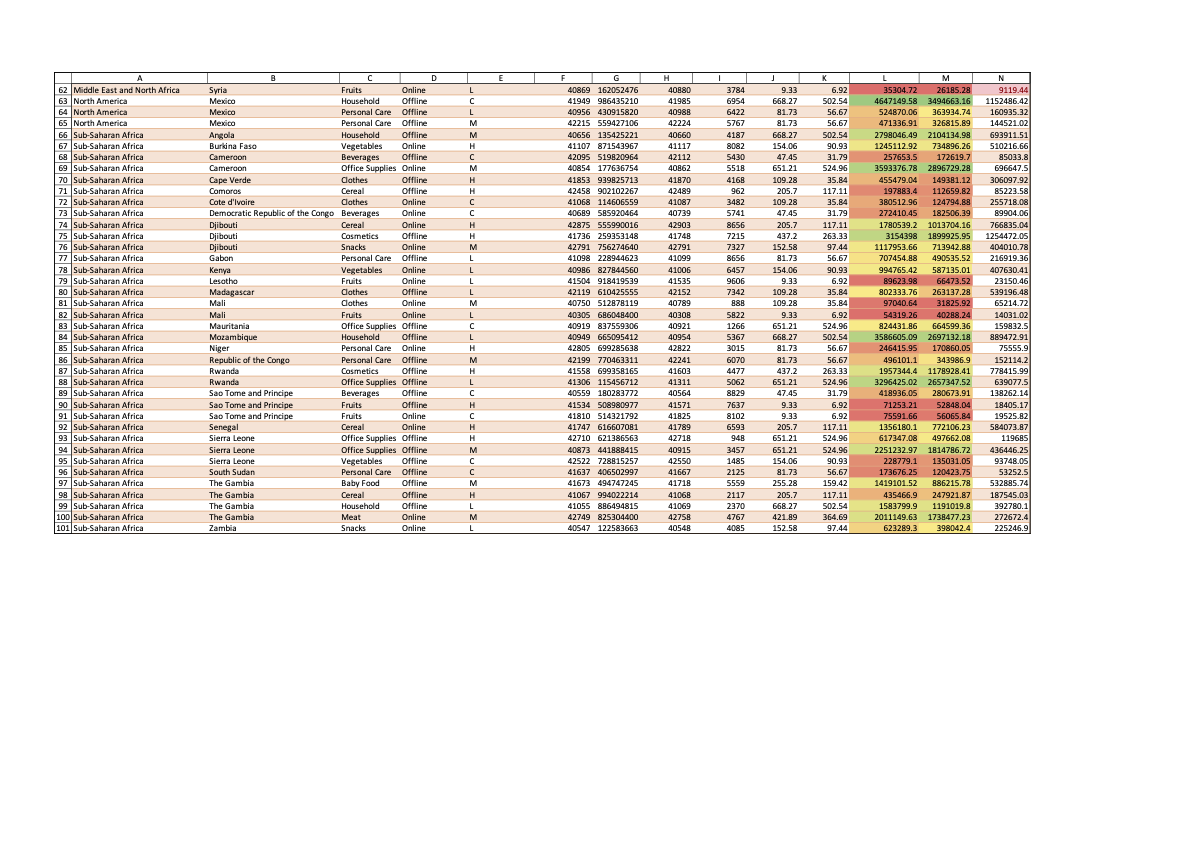 A B C D E F G H I J K L M N
62 Middle East and North Africa Syria Fruits Online L 40869 162052476 40880 3784 9.33 6.92 35304.72 26185.28 9119.44
63 North America Mexico Household Offline C 41949 986435210 41985 6954 668.27 502.54 4647149.58 3494663.16 1152486.42
64 North America Mexico Personal Care Offline L 40956 430915820 40988 6422 81.73 56.67 524870.06 363934.74 160935.32
65 North America Mexico Personal Care Offline M 42215 559427106 42224 5767 81.73 56.67 471336.91 326815.89 144521.02
66 Sub-Saharan Africa Angola Household Offline M 40656 135425221 40660 4187 668.27 502.54 2798046.49 2104134.98 693911.51
67 Sub-Saharan Africa Burkina Faso Vegetables Online H 41107 871543967 41117 8082 154.06 90.93 1245112.92 734896.26 510216.66
68 Sub-Saharan Africa Cameroon Beverages Offline C 42095 519820964 42112 5430 47.45 31.79 257653.5 172619.7 85033.8
69 Sub-Saharan Africa Cameroon Office Supplies Online M 40854 177636754 40862 5518 651.21 524.96 3593376.78 2896729.28 696647.5
70 Sub-Saharan Africa Cape Verde Clothes Offline H 41853 939825713 41870 4168 109.28 35.84 455479.04 149381.12 306097.92
71 Sub-Saharan Africa Comoros Cereal Offline H 42458 902102267 42489 962 205.7 117.11 197883.4 112659.82 85223.58
72 Sub-Saharan Africa Cote d'Ivoire Clothes Online C 41068 114606559 41087 3482 109.28 35.84 380512.96 124794.88 255718.08
73 Sub-Saharan Africa Democratic Republic of the Congo Beverages Online C 40689 585920464 40739 5741 47.45 31.79 272410.45 182506.39 89904.06
74 Sub-Saharan Africa Djibouti Cereal Online H 42875 555990016 42903 8656 205.7 117.11 1780539.2 1013704.16 766835.04
75 Sub-Saharan Africa Djibouti Cosmetics Offline H 41736 259353148 41748 7215 437.2 263.33 3154398 1899925.95 1254472.05
76 Sub-Saharan Africa Djibouti Snacks Online M 42791 756274640 42791 7327 152.58 97.44 1117953.66 713942.88 404010.78
77 Sub-Saharan Africa Gabon Personal Care Offline L 41098 228944623 41099 8656 81.73 56.67 707454.88 490535.52 216919.36
78 Sub-Saharan Africa Kenya Vegetables Online L 40986 827844560 41006 6457 154.06 90.93 994765.42 587135.01 407630.41
79 Sub-Saharan Africa Lesotho Fruits Online L 41504 918419539 41535 9606 9.33 6.92 89623.98 66473.52 23150.46
80 Sub-Saharan Africa Madagascar Clothes Offline L 42119 610425555 42152 7342 109.28 35.84 802333.76 263137.28 539196.48
81 Sub-Saharan Africa Mali Clothes Online M 40750 512878119 40789 888 109.28 35.84 97040.64 31825.92 65214.72
82 Sub-Saharan Africa Mali Fruits Online L 40305 686048400 40308 5822 9.33 6.92 54319.26 40288.24 14031.02
83 Sub-Saharan Africa Mauritania Office Supplies Offline C 40919 837559306 40921 1266 651.21 524.96 824431.86 664599.36 159832.5
84 Sub-Saharan Africa Mozambique Household Offline L 40949 665095412 40954 5367 668.27 502.54 3586605.09 2697132.18 889472.91
85 Sub-Saharan Africa Niger Personal Care Online H 42805 699285638 42822 3015 81.73 56.67 246415.95 170860.05 75555.9
86 Sub-Saharan Africa Republic of the Congo Personal Care Offline M 42199 770463311 42241 6070 81.73 56.67 496101.1 343986.9 152114.2
87 Sub-Saharan Africa Rwanda Cosmetics Offline H 41558 699358165 41603 4477 437.2 263.33 1957344.4 1178928.41 778415.99
88 Sub-Saharan Africa Rwanda Office Supplies Offline L 41306 115456712 41311 5062 651.21 524.96 3296425.02 2657347.52 639077.5
89 Sub-Saharan Africa Sao Tome and Principe Beverages Offline C 40559 180283772 40564 8829 47.45 31.79 418936.05 280673.91 138262.14
90 Sub-Saharan Africa Sao Tome and Principe Fruits Offline H 41534 508980977 41571 7637 9.33 6.92 71253.21 52848.04 18405.17
91 Sub-Saharan Africa Sao Tome and Principe Fruits Online C 41810 514321792 41825 8102 9.33 6.92 75591.66 56065.84 19525.82
92 Sub-Saharan Africa Senegal Cereal Online H 41747 616607081 41789 6593 205.7 117.11 1356180.1 772106.23 584073.87
93 Sub-Saharan Africa Sierra Leone Office Supplies Offline H 42710 621386563 42718 948 651.21 524.96 617347.08 497662.08 119685
94 Sub-Saharan Africa Sierra Leone Office Supplies Offline M 40873 441888415 40915 3457 651.21 524.96 2251232.97 1814786.72 436446.25
95 Sub-Saharan Africa Sierra Leone Vegetables Offline C 42522 728815257 42550 1485 154.06 90.93 228779.1 135031.05 93748.05
96 Sub-Saharan Africa South Sudan Personal Care Offline C 41637 406502997 41667 2125 81.73 56.67 173676.25 120423.75 53252.5
97 Sub-Saharan Africa The Gambia Baby Food Offline M 41673 494747245 41718 5559 255.28 159.42 1419101.52 886215.78 532885.74
98 Sub-Saharan Africa The Gambia Cereal Offline H 41067 994022214 41068 2117 205.7 117.11 435466.9 247921.87 187545.03
99 Sub-Saharan Africa The Gambia Household Offline L 41055 886494815 41069 2370 668.27 502.54 1583799.9 1191019.8 392780.1
100 Sub-Saharan Africa The Gambia Meat Online M 42749 825304400 42758 4767 421.89 364.69 2011149.63 1738477.23 272672.4
101 Sub-Saharan Africa Zambia Snacks Online L 40547 122583663 40548 4085 152.58 97.44 623289.3 398042.4 225246.9